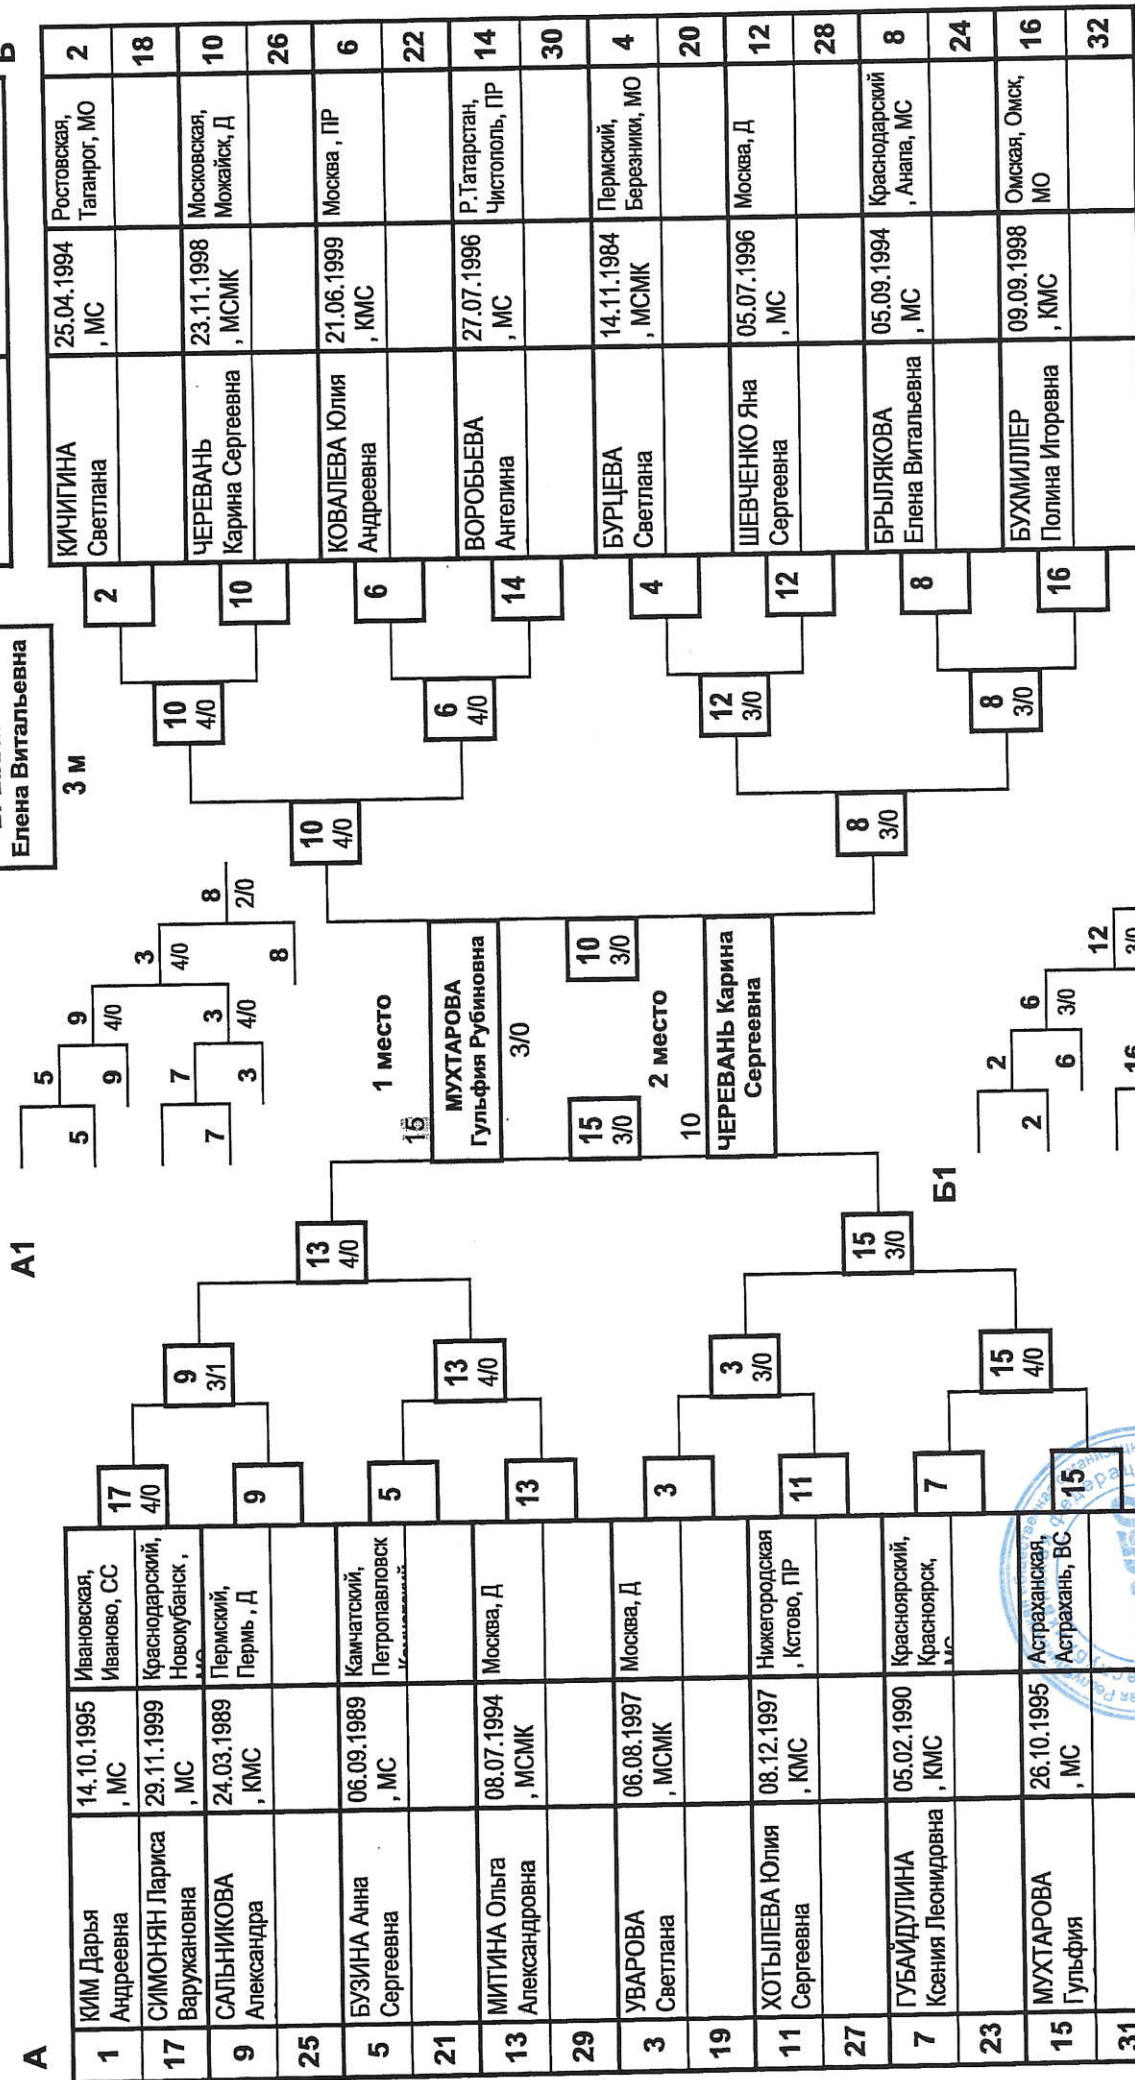 А
1
КИМ Дарья
Андреевна
14.10.1995
, МС
Ивановская,
Иваново, СС
17
СИМОНЯН Лариса
Варужановна
29.11.1999
, МС
Краснодарский,
Новокубанск ,
9
САЛЬНИКОВА
Александра
24.03.1989
, КМС
Пермский,
Пермь , Д
25
5
БУЗИНА Анна
Сергеевна
06.09.1989
, МС
Камчатский,
Петропавловск
21
13
МИТИНА Ольга
Александровна
08.07.1994
, МСМК
Москва, Д
29
3
УВАРОВА
Светлана
06.08.1997
, МСМК
Москва, Д
19
11
ХОТЫЛЕВА Юлия
Сергеевна
08.12.1997
, КМС
Нижегородская
, Кстово, ПР
27
7
ГУБАЙДУЛИНА
Ксения Леонидовна
05.02.1990
, КМС
Красноярский,
Красноярск,
23
15
МУХТАРОВА
Гульфия
26.10.1995
, МС
Астраханская,
Астрахань, ВС
31
17
4/0
9
5
13
3
11
7
15
9
3/1
13
4/0
3
3/0
15
4/0
13
4/0
15
3/0
А1
5
5
9
9
4/0
7
7
3
3
4/0
3
4/0
8
8
2/0
1 место
15
МУХТАРОВА
Гульфия Рубиновна
3/0
15
3/0
10
3/0
2 место
10
ЧЕРЕВАНЬ Карина
Сергеевна
Б1
2
2
6
6
3/0
12
16
Елена Витальевна
3 м
10
4/0
8
3/0
10
4/0
6
4/0
12
3/0
8
3/0
2
10
6
14
4
12
8
16
Б
КИЧИГИНА
Светлана
25.04.1994
, МС
Ростовская,
Таганрог, МО
2
18
ЧЕРЕВАНЬ
Карина Сергеевна
23.11.1998
, МСМК
Московская,
Можайск, Д
10
26
КОВАЛЕВА Юлия
Андреевна
21.06.1999
, КМС
Москва , ПР
6
22
ВОРОБЬЕВА
Ангелина
27.07.1996
, МС
Р.Татарстан,
Чистополь, ПР
14
30
БУРЦЕВА
Светлана
14.11.1984
, МСМК
Пермский,
Березники, МО
4
20
ШЕВЧЕНКО Яна
Сергеевна
05.07.1996
, МС
Москва, Д
12
28
БРЫЛЯКОВА
Елена Витальевна
05.09.1994
, МС
Краснодарский
, Анапа, МС
8
24
БУХМИЛЛЕР
Полина Игоревна
09.09.1998
, КМС
Омская, Омск,
МО
16
32